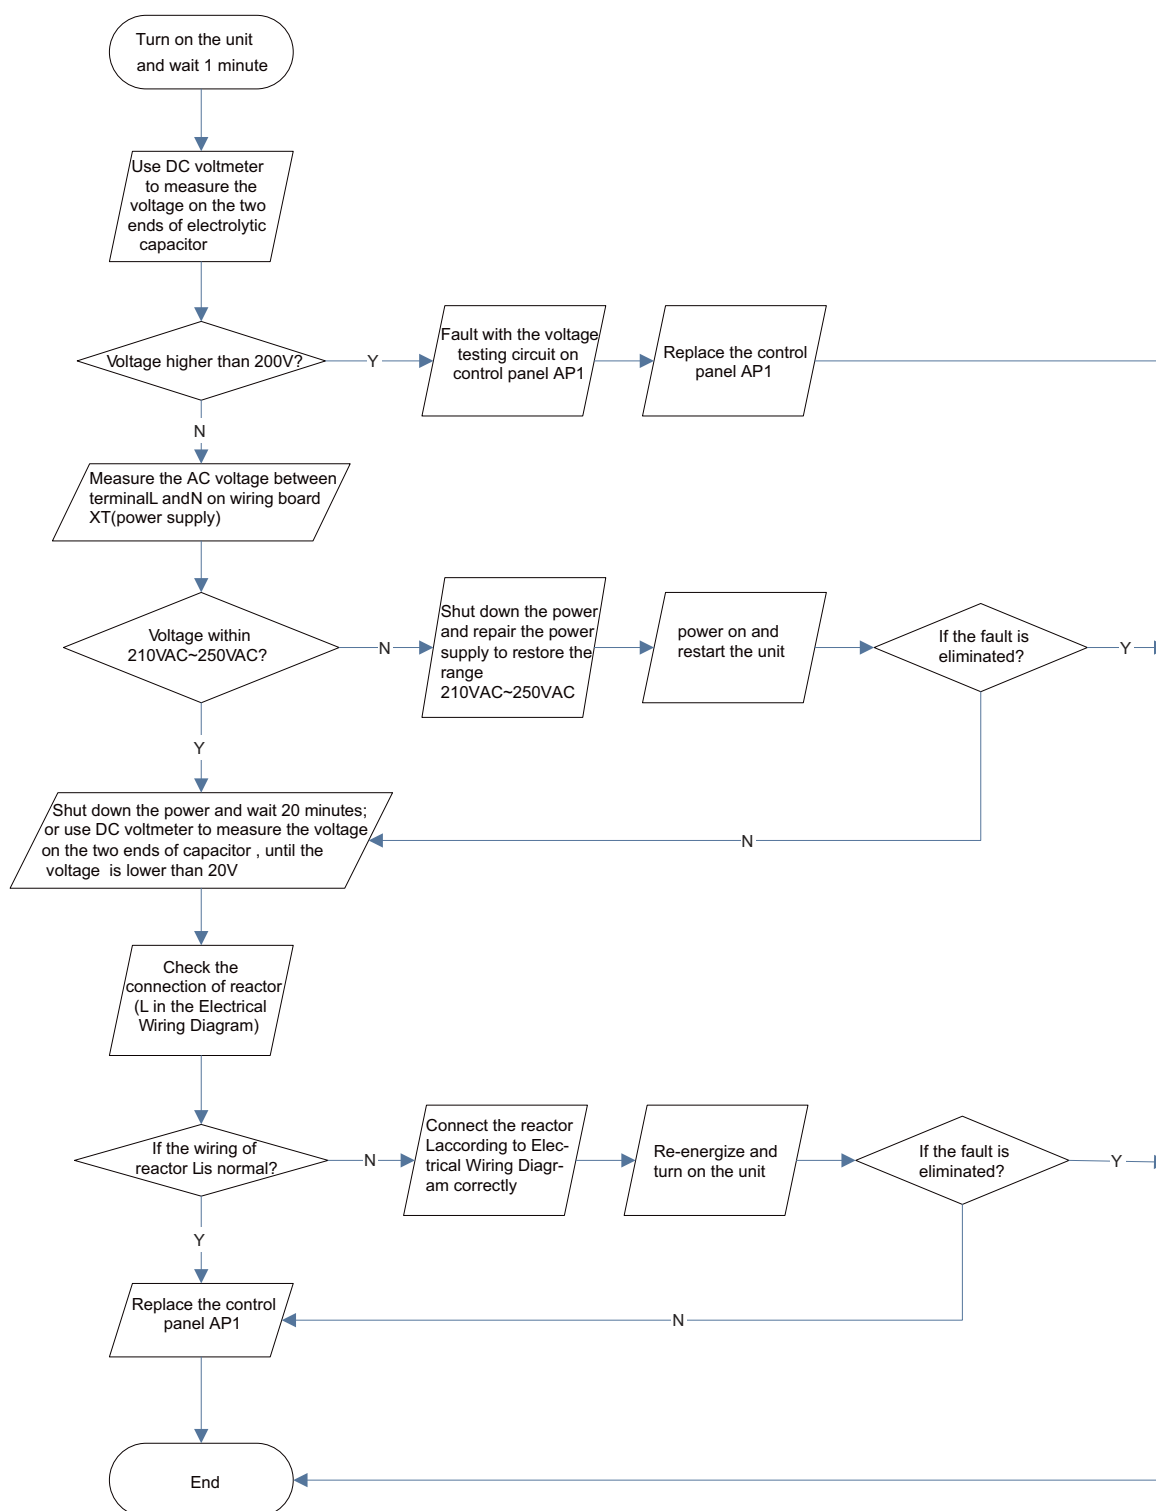 Turn on the unit
and wait 1 minute
Use DC voltmeter
to measure the
voltage on the two
ends of electrolytic
capacitor
Voltage higher than 200V?
Y
Fault with the voltage
testing circuit on
control panel AP1
Replace the control
panel AP1
N
Measure the AC voltage between
terminalL andN on wiring board
XT(power supply)
Voltage within
210VAC~250VAC?
N
Shut down the power
and repair the power
supply to restore the
range
210VAC~250VAC
power on and
restart the unit
If the fault is
eliminated?
Y
Y
N
Shut down the power and wait 20 minutes;
or use DC voltmeter to measure the voltage
on the two ends of capacitor , until the
voltage  is lower than 20V
Check the
connection of reactor
(L in the Electrical
Wiring Diagram)
If the wiring of
reactor Lis normal?
N
Connect the reactor
Laccording to Elec-
trical Wiring Diagr-
am correctly
Re-energize and
turn on the unit
If the fault is
eliminated?
Y
Y
N
Replace the control
panel AP1
End